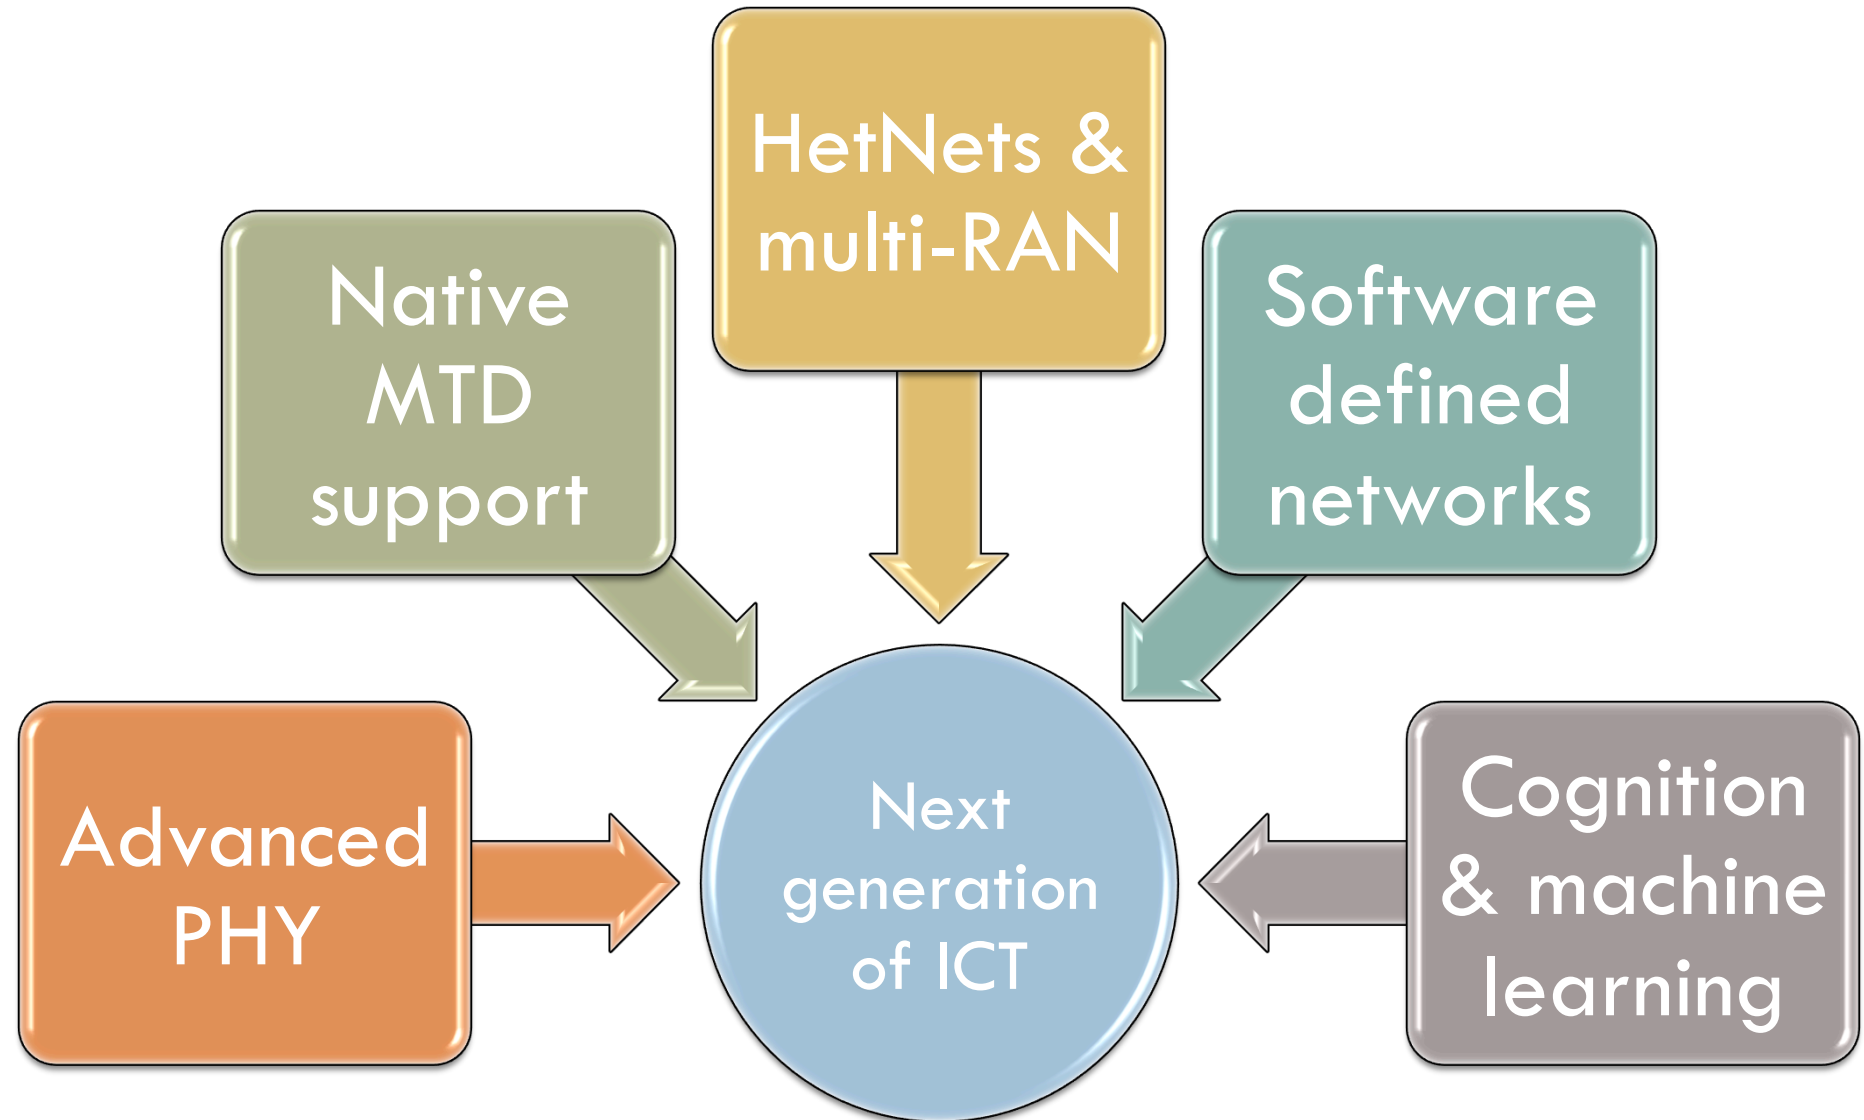 HetNets &
multi-RAN
Native
MTD
support
Software
defined
networks
Advanced
PHY
Next
generation
of ICT
Cognition
& machine
learning